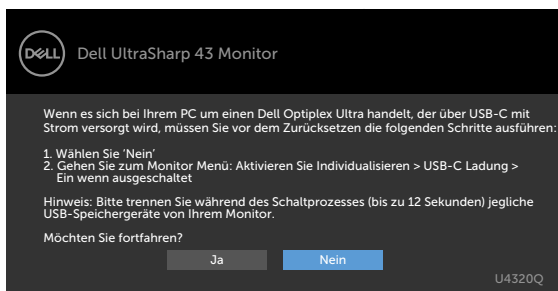 DELL
Dell UltraSharp 43 Monitor
Wenn es sich bei Ihrem PC um einen Dell Optiplex Ultra handelt, der über USB-C mit
Strom versorgt wird, müssen Sie vor dem Zurücksetzen die folgenden Schritte ausführen:
1. Wählen Sie 'Nein'
2. Gehen Sie zum Monitor Menü: Aktivieren Sie Individualisieren > USB-C Ladung >
Ein wenn ausgeschaltet
Hinweis: Bitte trennen Sie während des Schaltprozesses (bis zu 12 Sekunden) jegliche
USB-Speichergeräte von Ihrem Monitor.
Möchten Sie fortfahren?
Ja Nein
U4320Q